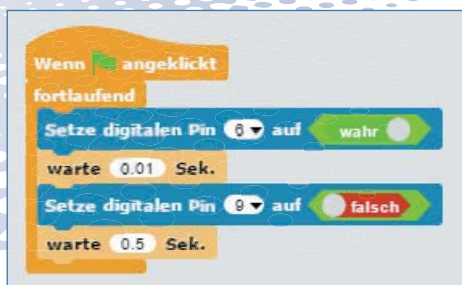 Wenn angeklickt
fortlaufend
Setze digitalen Pin 6 auf wahr
warte 0.01 Sek.
Setze digitalen Pin 9 auf falsch
warte 0.5 Sek.